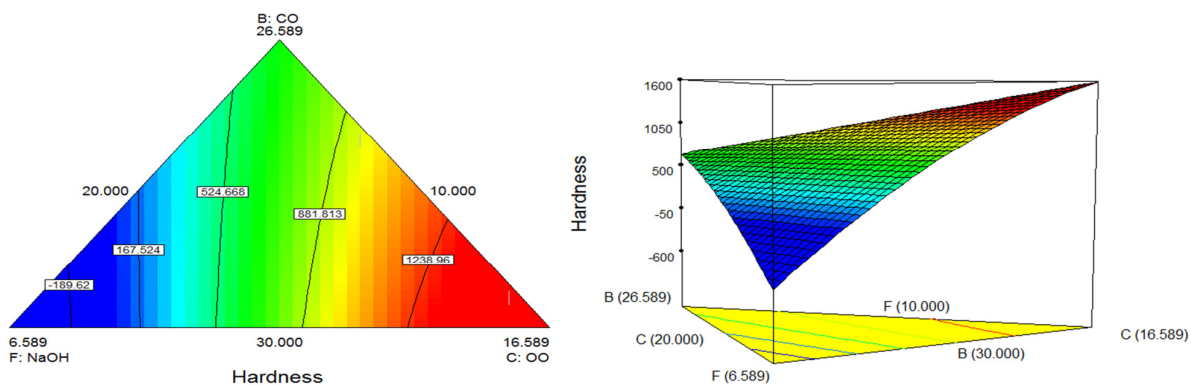 B: CO
26.589
20.000
10.000
524.668
881.813
167.524
1238.96
-189.62
6.589
30.000
16.589
F: NaOH
C: OO
Hardness
1600
1050
500
-50
-600
Hardness
B (26.589)
F (10.000)
C (20.000)
C (16.589)
B (30.000)
F (6.589)